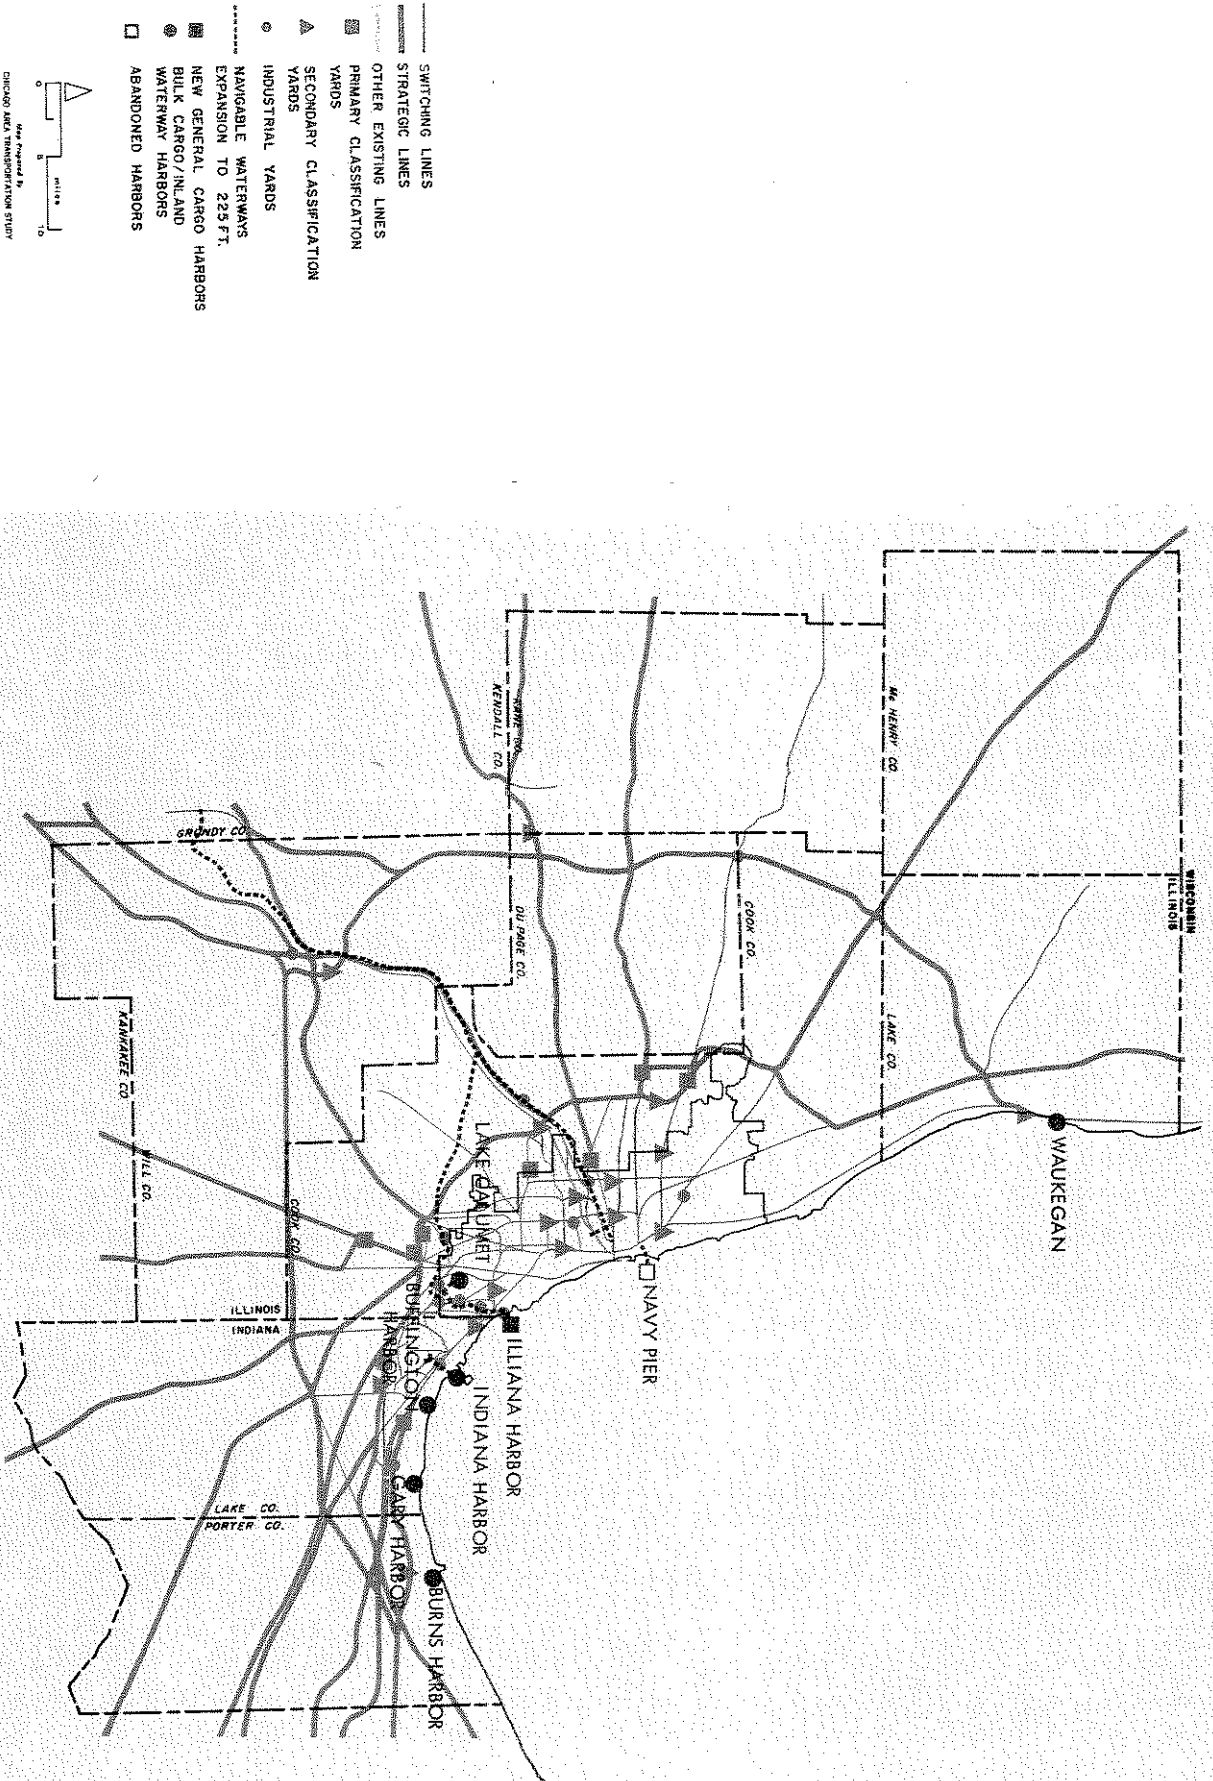 SWITCHING LINES
STRATEGIC LINES
OTHER EXISTING LINES
PRIMARY CLASSIFICATION
YARDS
SECONDARY CLASSIFICATION
YARDS
INDUSTRIAL YARDS
NAVIGABLE WATERWAYS
EXPANSION TO 225 FT.
NEW GENERAL CARGO HARBORS
BULK CARGO/INLAND
WATERWAY HARBORS
ABANDONED HARBORS
0 5 10
miles
Map Prepared By
CHICAGO AREA TRANSPORTATION STUDY
WISCONSIN
ILLINOIS
Mc HENRY CO.
LAKE CO.
WAUKEGAN
COOK CO.
KANE CO.
KENDALL CO.
DU PAGE CO.
NAVY PIER
GRUNDY CO.
LAKE CALUMET
ILLIANA HARBOR
INDIANA HARBOR
BUFFINGTON
HARBOR
GARY HARBOR
BURNS HARBOR
KANKAKEE CO.
WILL CO.
COOK CO.
ILLINOIS
INDIANA
LAKE CO.
PORTER CO.